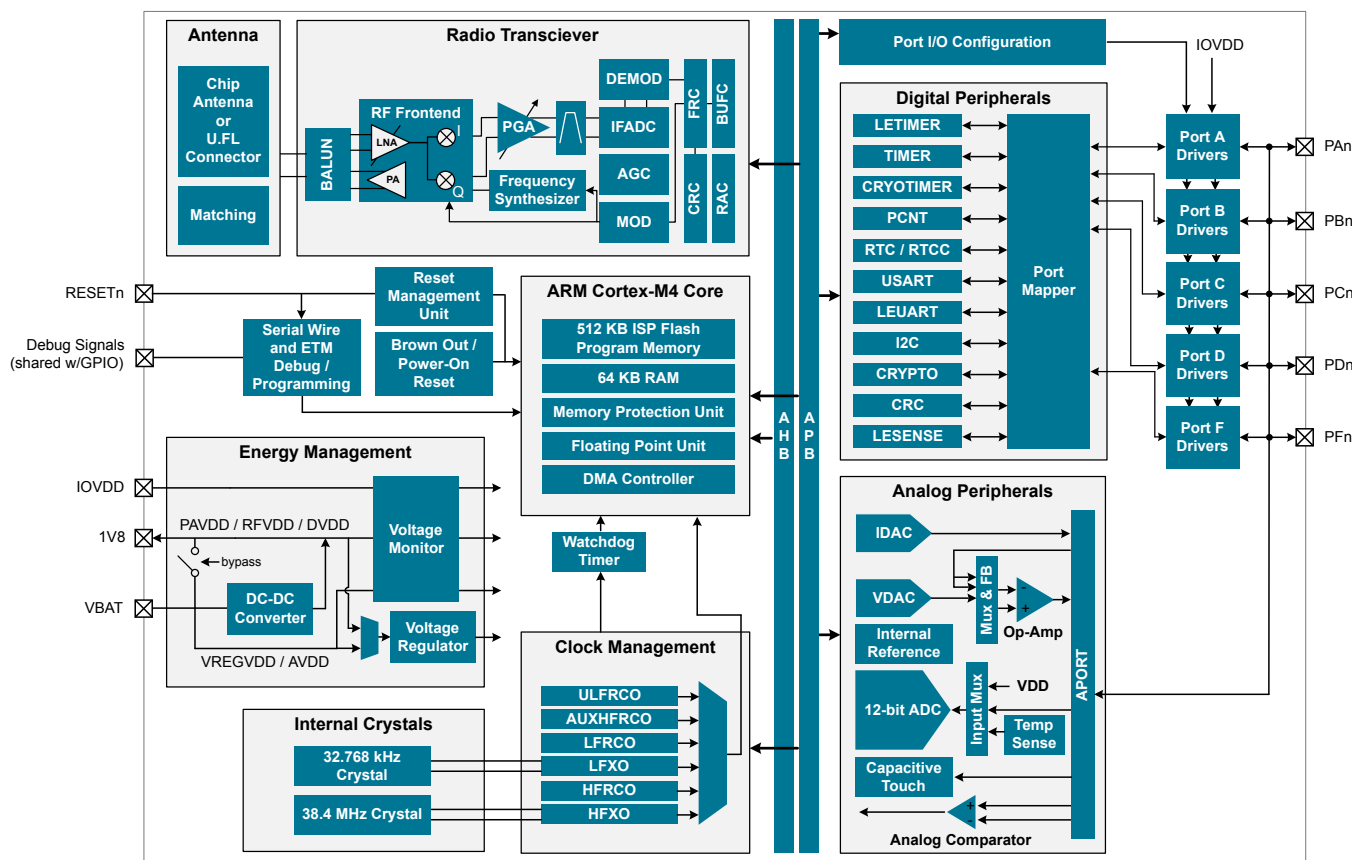 Antenna
Chip
Antenna
or
U.FL
Connector
Matching
Radio Transciever
BALUN
RF Frontend
LNA
PA
I
Q
PGA
Frequency
Synthesizer
DEMOD
IFADC
AGC
MOD
FRC
BUFC
CRC
RAC
RESETn
Debug Signals
(shared w/GPIO)
Reset
Management
Unit
Serial Wire
and ETM
Debug /
Programming
Brown Out /
Power-On
Reset
ARM Cortex-M4 Core
512 KB ISP Flash
Program Memory
64 KB RAM
Memory Protection Unit
Floating Point Unit
DMA Controller
Watchdog
Timer
Energy Management
IOVDD
1V8
VBAT
PAVDD / RFVDD / DVDD
bypass
DC-DC
Converter
Voltage
Monitor
Voltage
Regulator
VREGVDD / AVDD
Internal Crystals
32.768 kHz
Crystal
38.4 MHz Crystal
Clock Management
ULFRCO
AUXHFRCO
LFRCO
LFXO
HFRCO
HFXO
AHB
APB
Port I/O Configuration
IOVDD
Digital Peripherals
LETIMER
TIMER
CRYOTIMER
PCNT
RTC / RTCC
USART
LEUART
I2C
CRYPTO
CRC
LESENSE
Port
Mapper
Port A
Drivers
Port B
Drivers
Port C
Drivers
Port D
Drivers
Port F
Drivers
PAn
PBn
PCn
PDn
PFn
Analog Peripherals
IDAC
VDAC
Mux & FB
-
+
Op-Amp
Internal
Reference
12-bit ADC
Input Mux
VDD
Temp
Sense
Capacitive
Touch
+
-
Analog Comparator
APORT